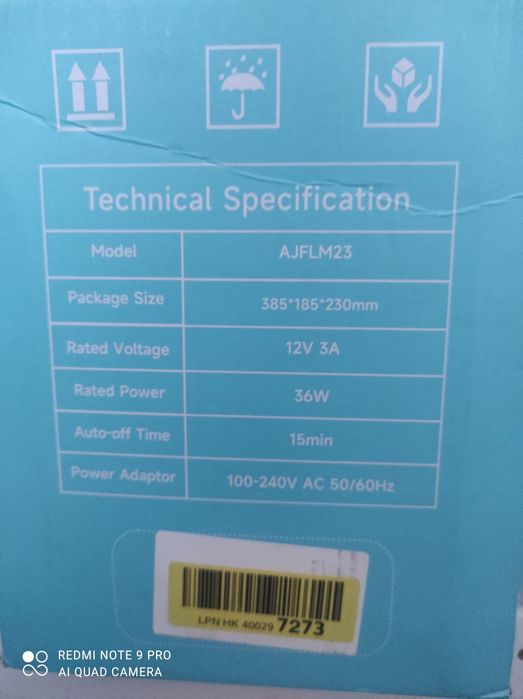 Technical Specification
Model AJFLM23
Package Size 385*185*230mm
Rated Voltage 12V 3A
Rated Power 36W
Auto-off Time 15min
Power Adaptor 100-240V AC 50/60Hz
LPN HK 40029 7273
REDMI NOTE 9 PRO
AI QUAD CAMERA